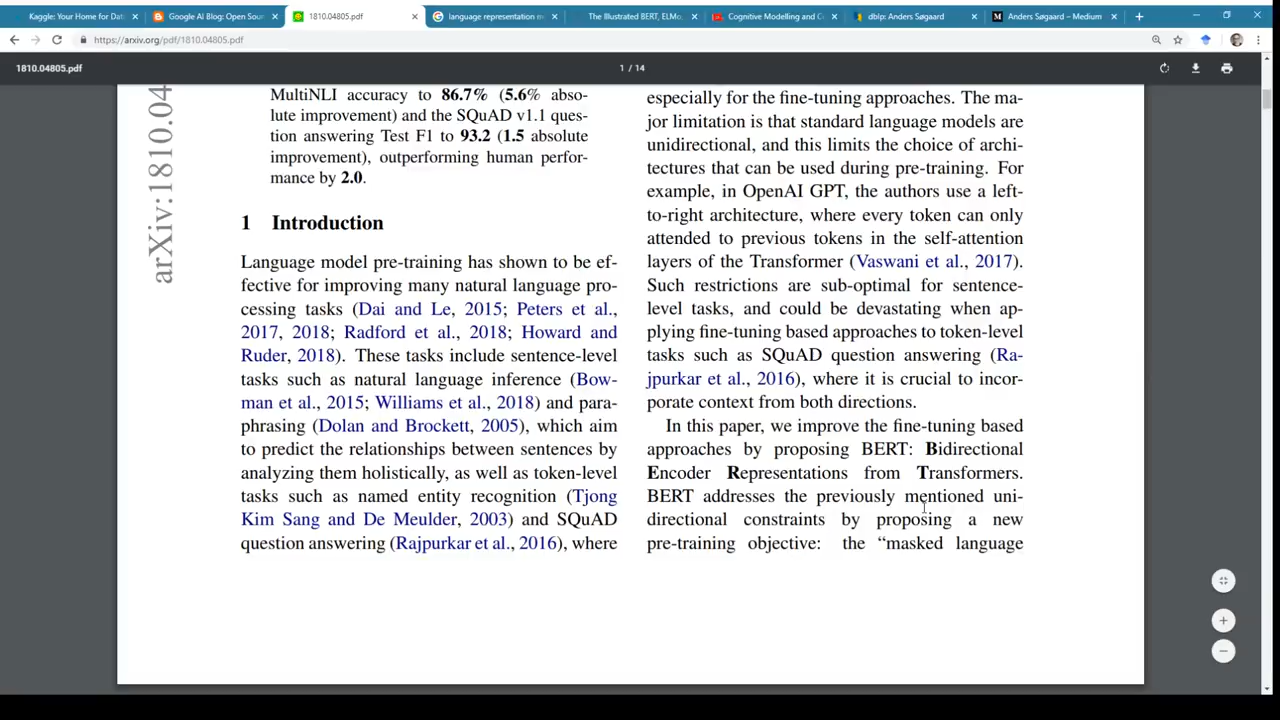 Kaggle: Your Home for Dat
Google AI Blog: Open Sour
1810.04805.pdf
language representation m
The Illustrated BERT, ELMo,
Cognitive Modelling and Co
dblp: Anders Søgaard
Anders Søgaard – Medium
https://arxiv.org/pdf/1810.04805.pdf
1810.04805.pdf
1 / 14
arXiv:1810.04
MultiNLI accuracy to 86.7% (5.6% abso-
lute improvement) and the SQuAD v1.1 ques-
tion answering Test F1 to 93.2 (1.5 absolute
improvement), outperforming human perfor-
mance by 2.0.
1 Introduction
Language model pre-training has shown to be ef-
fective for improving many natural language pro-
cessing tasks (Dai and Le, 2015; Peters et al.,
2017, 2018; Radford et al., 2018; Howard and
Ruder, 2018). These tasks include sentence-level
tasks such as natural language inference (Bow-
man et al., 2015; Williams et al., 2018) and para-
phrasing (Dolan and Brockett, 2005), which aim
to predict the relationships between sentences by
analyzing them holistically, as well as token-level
tasks such as named entity recognition (Tjong
Kim Sang and De Meulder, 2003) and SQuAD
question answering (Rajpurkar et al., 2016), where
especially for the fine-tuning approaches. The ma-
jor limitation is that standard language models are
unidirectional, and this limits the choice of archi-
tectures that can be used during pre-training. For
example, in OpenAI GPT, the authors use a left-
to-right architecture, where every token can only
attended to previous tokens in the self-attention
layers of the Transformer (Vaswani et al., 2017).
Such restrictions are sub-optimal for sentence-
level tasks, and could be devastating when ap-
plying fine-tuning based approaches to token-level
tasks such as SQuAD question answering (Ra-
jpurkar et al., 2016), where it is crucial to incor-
porate context from both directions.
In this paper, we improve the fine-tuning based
approaches by proposing BERT: Bidirectional
Encoder Representations from Transformers.
BERT addresses the previously mentioned uni-
directional constraints by proposing a new
pre-training objective: the “masked language